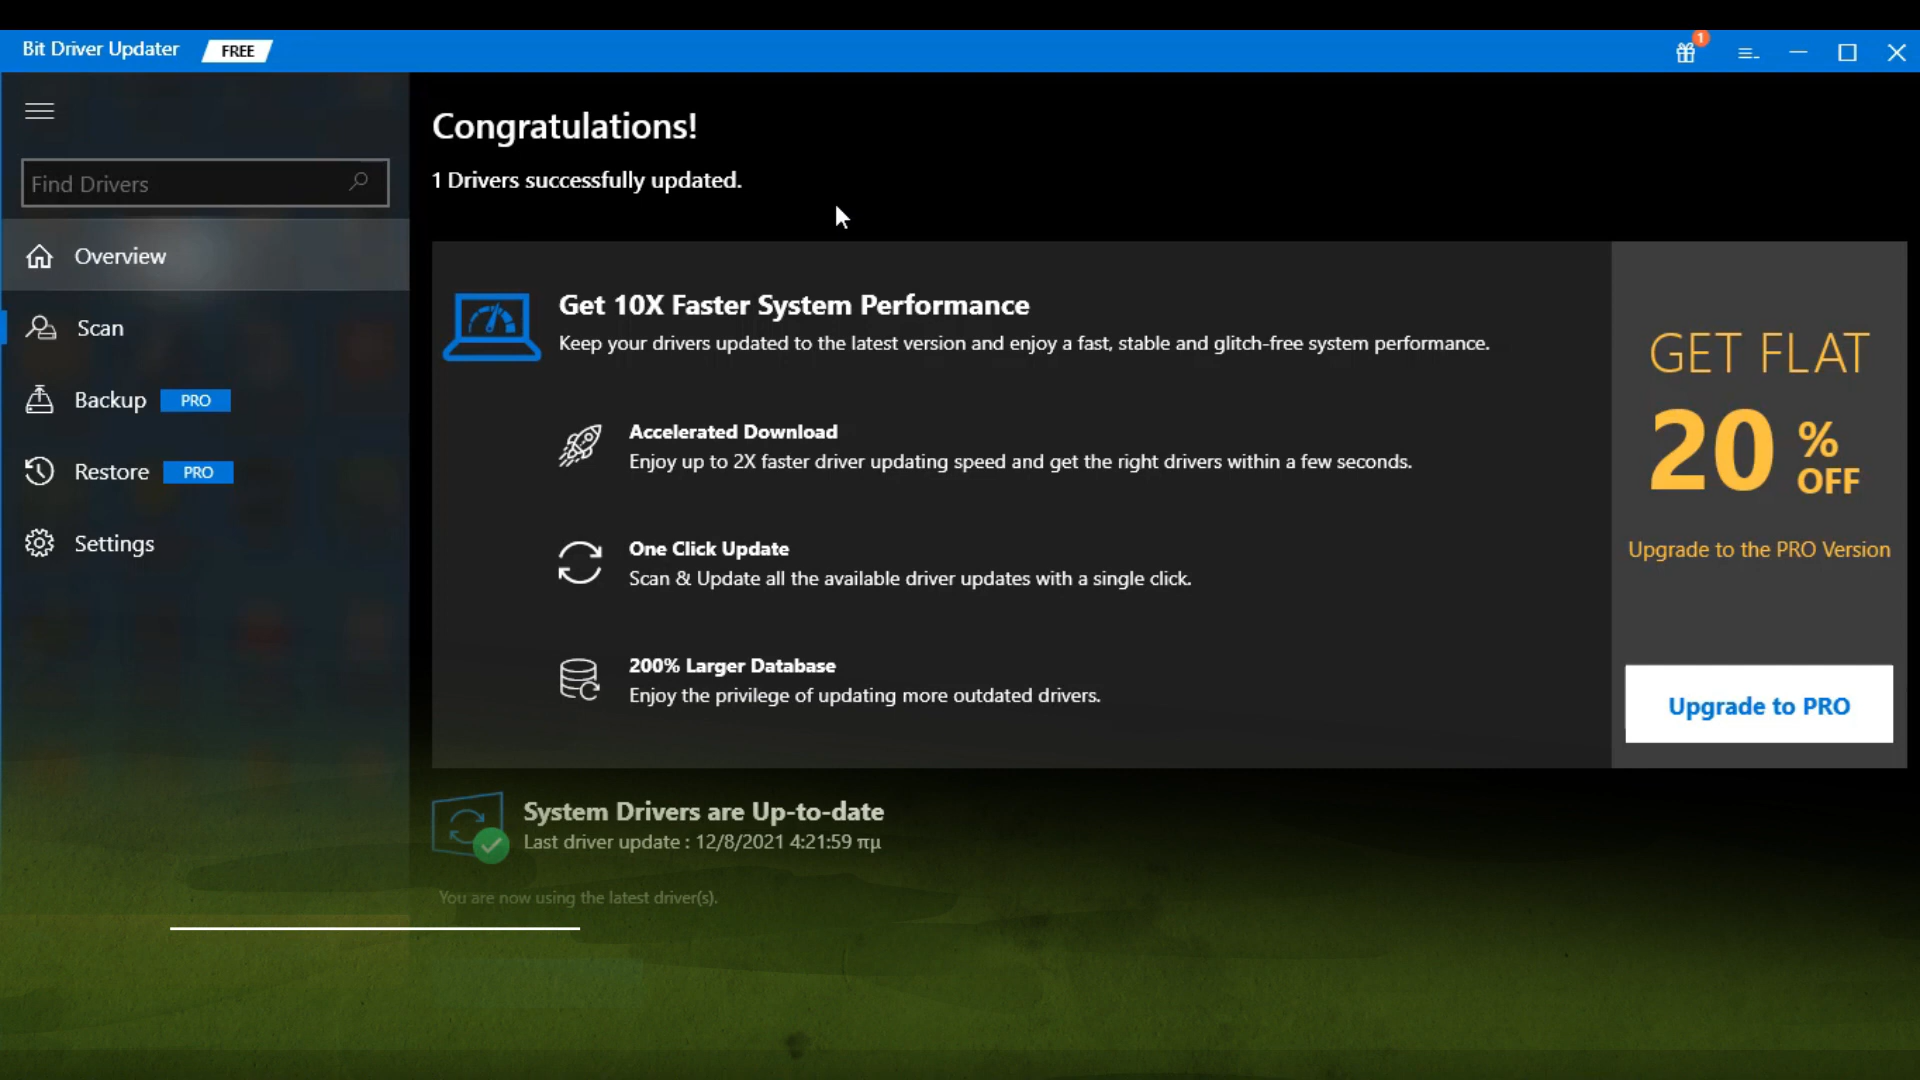 Bit Driver Updater FREE
1
Find Drivers
Overview
Scan
Backup PRO
Restore PRO
Settings
Congratulations!
1 Drivers successfully updated.
Get 10X Faster System Performance
Keep your drivers updated to the latest version and enjoy a fast, stable and glitch-free system performance.
Accelerated Download
Enjoy up to 2X faster driver updating speed and get the right drivers within a few seconds.
One Click Update
Scan & Update all the available driver updates with a single click.
200% Larger Database
Enjoy the privilege of updating more outdated drivers.
GET FLAT
20 % OFF
Upgrade to the PRO Version
Upgrade to PRO
System Drivers are Up-to-date
Last driver update : 12/8/2021 4:21:59 πμ
You are now using the latest driver(s).